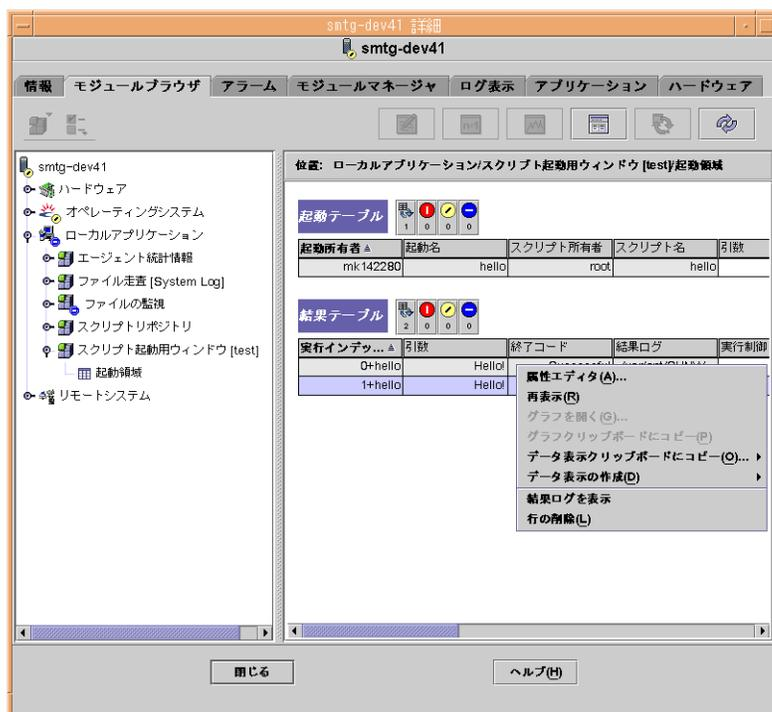 smtg-dev41 詳細
smtg-dev41
情報 モジュールブラウザ アラーム モジュールマネージャ ログ表示 アプリケーション ハードウェア
smtg-dev41
ハードウェア
オペレーティングシステム
ローカルアプリケーション
エージェント統計情報
ファイル走査 [System Log]
ファイルの監視
スクリプトリポジトリ
スクリプト起動用ウィンドウ [test]
起動領域
リモートシステム
位置: ローカルアプリケーション/スクリプト起動用ウィンドウ [test]/起動領域
起動テーブル 1 0 0 0
起動所有者 起動名 スクリプト所有者 スクリプト名 引数
mk142280 hello root hello
結果テーブル 2 0 0 0
実行インデッ... 引数 終了コード 結果ログ 実行制御
0+hello Hello!
1+hello Hello!
属性エディタ(A)...
再表示(R)
グラフを開く(G)...
グラフクリップボードにコピー(P)
データ表示クリップボードにコピー(O)...
データ表示の作成(D)
結果ログを表示
行の削除(L)
閉じる ヘルプ(H)